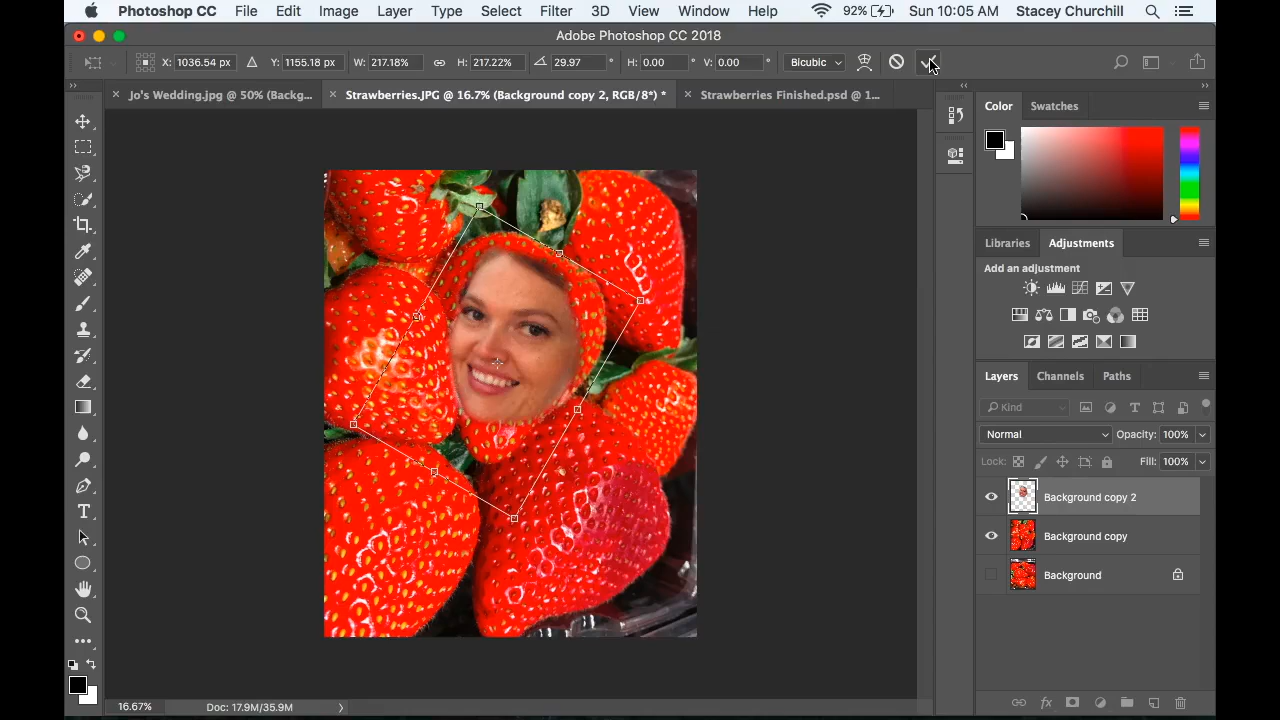 Photoshop CC File Edit Image Layer Type Select Filter 3D View Window Help 92% Sun 10:05 AM Stacey Churchill
Adobe Photoshop CC 2018
X: 1036.54 px Y: 1155.18 px W: 217.18% H: 217.22% 29.97 ° H: 0.00 ° V: 0.00 ° Bicubic
Jo's Wedding.jpg @ 50% (Backg... Strawberries.JPG @ 16.7% (Background copy 2, RGB/8*) * Strawberries Finished.psd @ 1...
Color Swatches
Libraries Adjustments
Add an adjustment
Layers Channels Paths
Kind
Normal Opacity: 100%
Lock: Fill: 100%
Background copy 2
Background copy
Background
16.67% Doc: 17.9M/35.9M